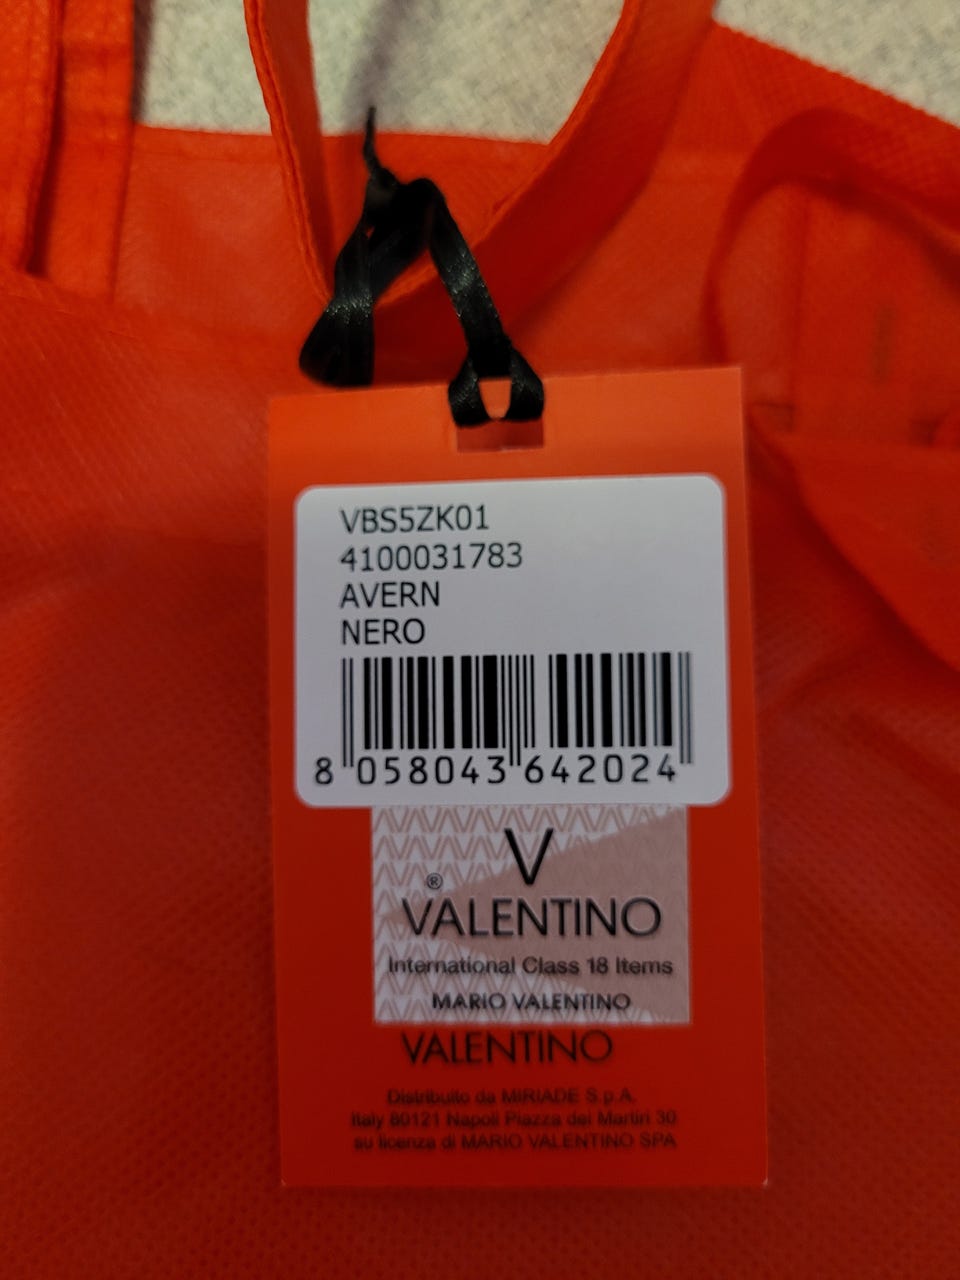 VBS5ZK01
4100031783
AVERN
NERO
8 058043 642024
V
®
VALENTINO
International Class 18 Items
MARIO VALENTINO
VALENTINO
Distribuito da MIRIADE S.p.A.
Italy 80121 Napoli Piazza dei Martiri 30
su licenza di MARIO VALENTINO SPA